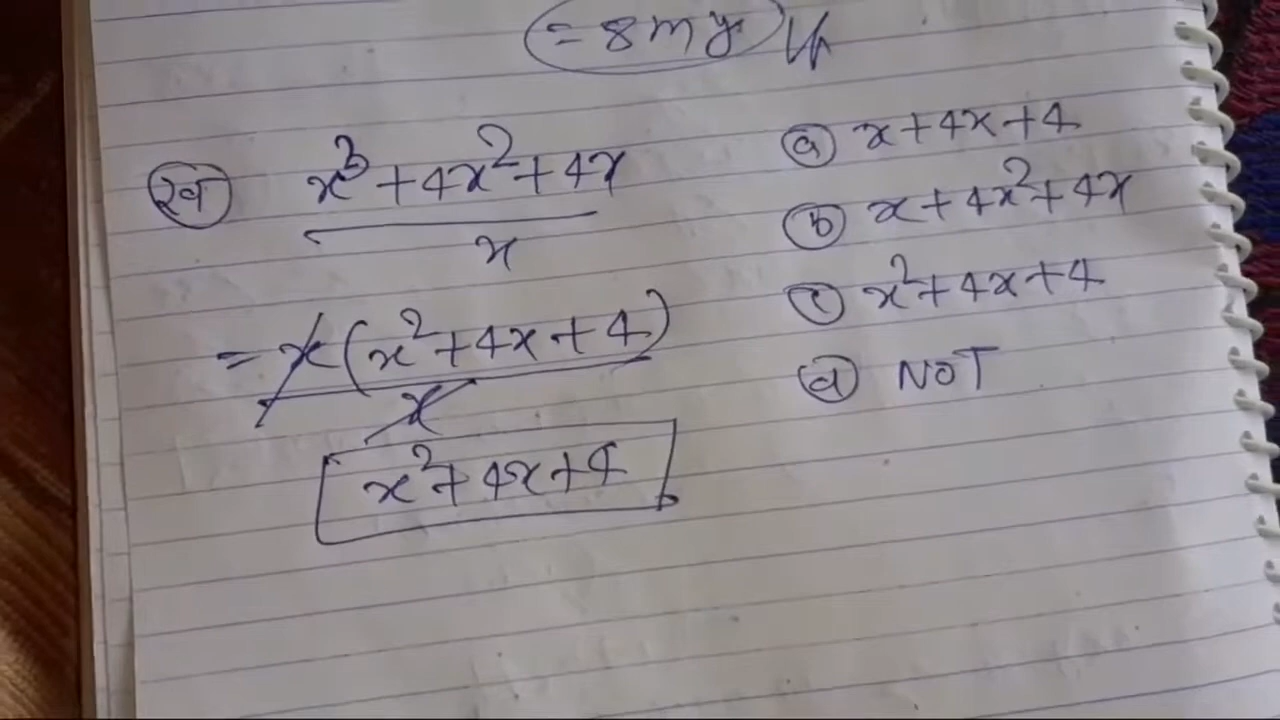 = 8my
ख x³ + 4x² + 4x / x
= x(x² + 4x + 4) / x
x² + 4x + 4
a x + 4x + 4
b x + 4x² + 4x
c x² + 4x + 4
d NOT